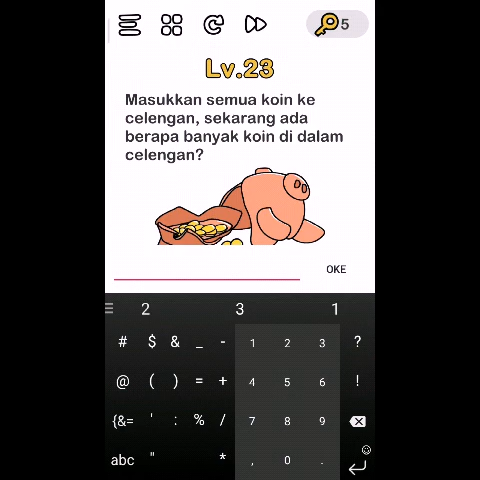 5
Lv.23
Masukkan semua koin ke
celengan, sekarang ada
berapa banyak koin di dalam
celengan?
OKE
2 3 1
# $ & _ - 1 2 3 ?
@ ( ) = + 4 5 6 !
{&= ' : % / 7 8 9
abc " * , 0 .